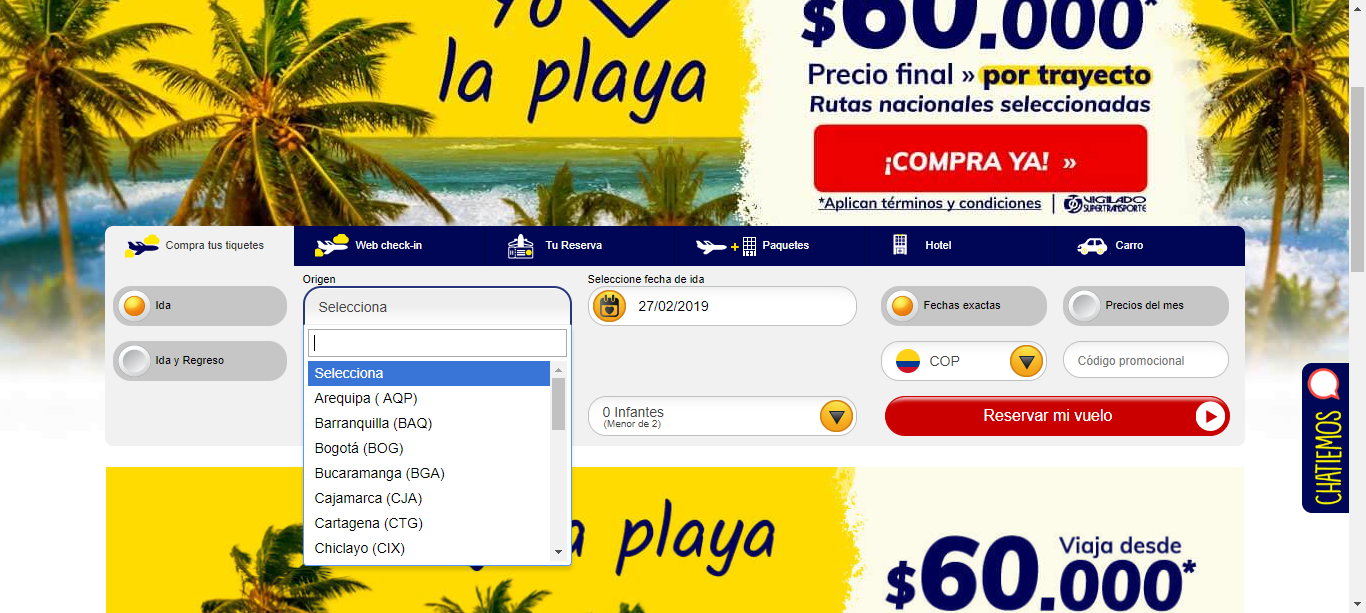 Yo
la playa
$60.000*
Precio final » por trayecto
Rutas nacionales seleccionadas
¡COMPRA YA! »
*Aplican términos y condiciones
VIGILADO
SUPERTRANSPORTE
Compra tus tiquetes
Web check-in
Tu Reserva
Paquetes
Hotel
Carro
Ida
Ida y Regreso
Origen
Selecciona
Selecciona
Arequipa ( AQP)
Barranquilla (BAQ)
Bogotá (BOG)
Bucaramanga (BGA)
Cajamarca (CJA)
Cartagena (CTG)
Chiclayo (CIX)
Seleccione fecha de ida
27/02/2019
0 Infantes
(Menor de 2)
Fechas exactas
Precios del mes
COP
Código promocional
Reservar mi vuelo
CHATIEMOS
a playa
Viaja desde
$60.000*